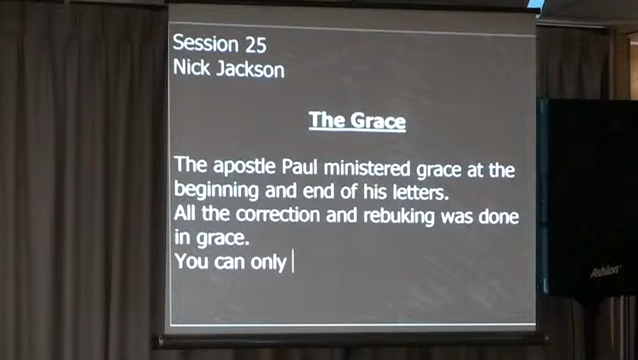 Session 25
Nick Jackson
The Grace
The apostle Paul ministered grace at the
beginning and end of his letters.
All the correction and rebuking was done
in grace.
You can only
Ashton